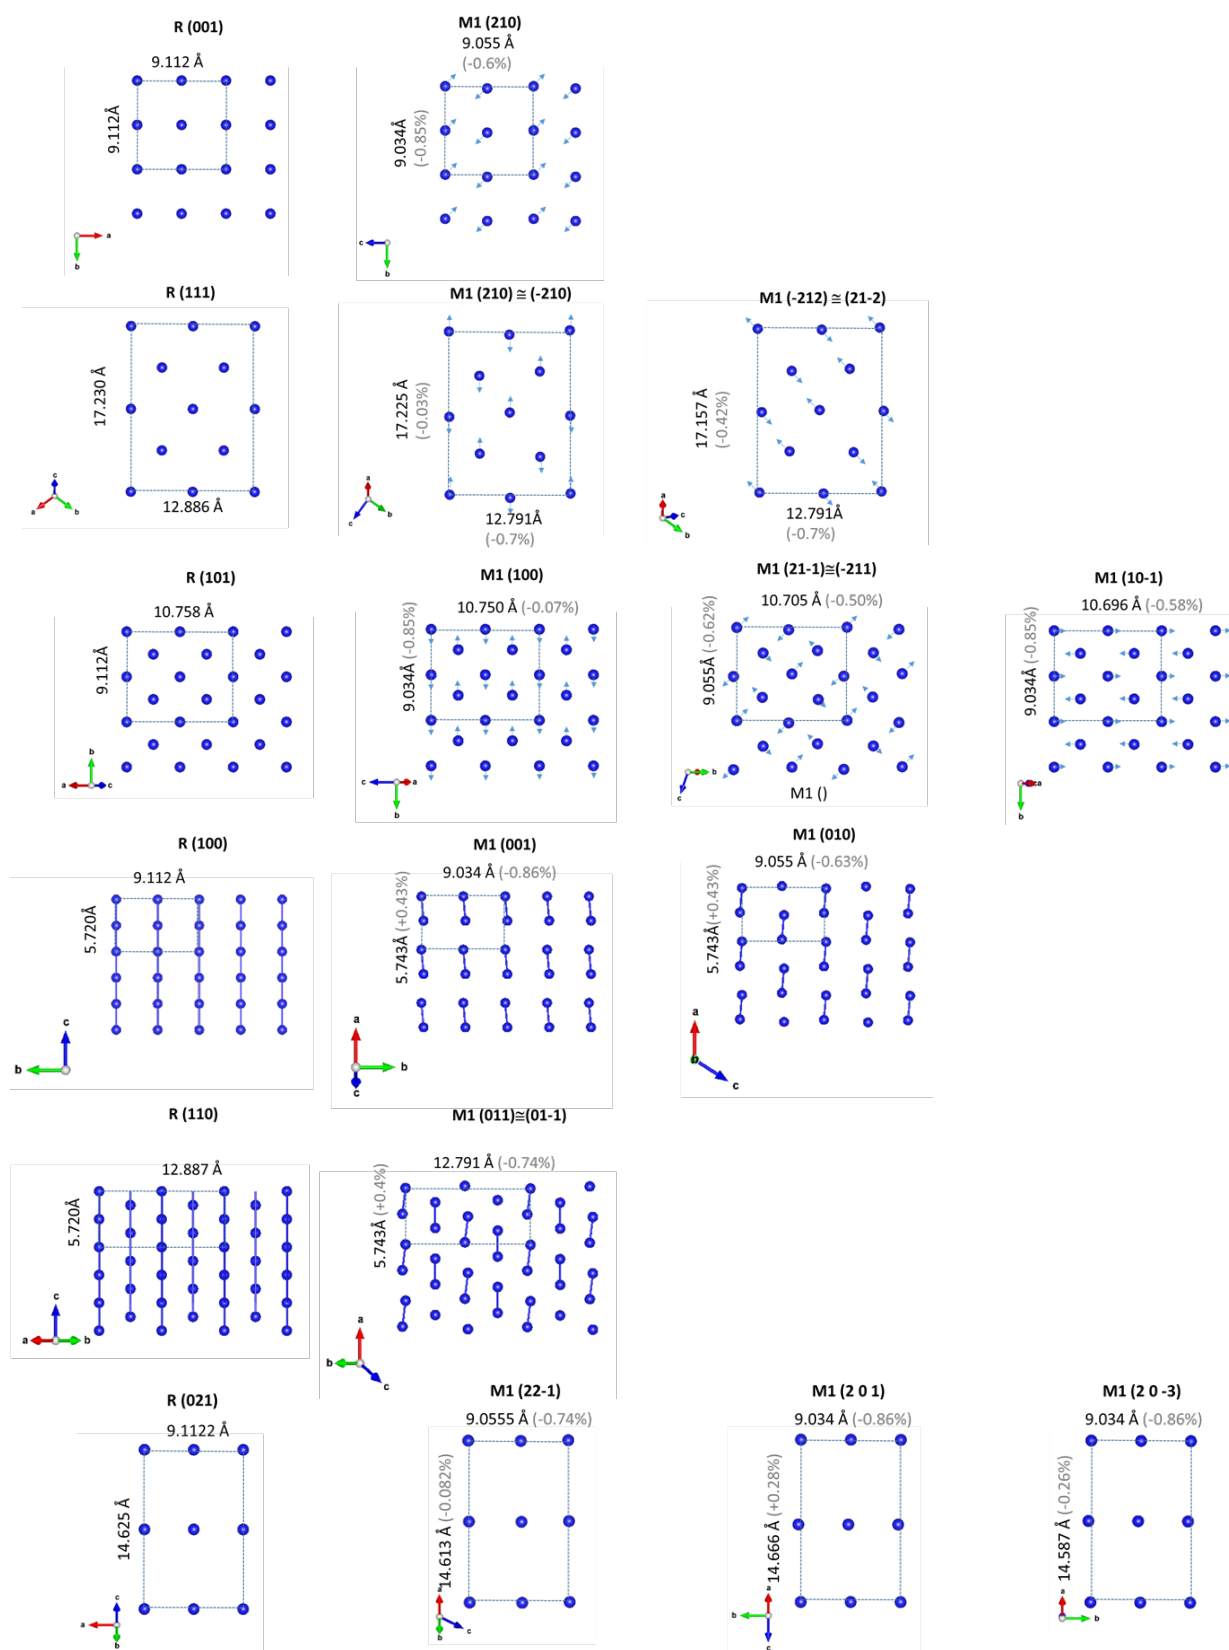 R (001)
9.112 Å
9.112Å
a
b
M1 (210)
9.055 Å
(-0.6%)
9.034Å
(-0.85%)
c
b
R (111)
17.230 Å
12.886 Å
c
a
b
M1 (210) ≅ (-210)
17.225 Å
(-0.03%)
12.791Å
(-0.7%)
a
c
b
M1 (-212) ≅ (21-2)
17.157 Å
(-0.42%)
12.791Å
(-0.7%)
a
c
b
R (101)
10.758 Å
9.112Å
b
a
c
M1 (100)
10.750 Å (-0.07%)
9.034Å (-0.85%)
c
a
b
M1 (21-1)≅(-211)
10.705 Å (-0.50%)
9.055Å (-0.62%)
b
c
M1 ()
M1 (10-1)
10.696 Å (-0.58%)
9.034Å (-0.85%)
ca
b
R (100)
9.112 Å
5.720Å
c
b
M1 (001)
9.034 Å (-0.86%)
5.743Å (+0.43%)
a
b
c
M1 (010)
9.055 Å (-0.63%)
5.743Å(+0.43%)
a
b
c
R (110)
12.887 Å
5.720Å
c
a
b
M1 (011)≅(01-1)
12.791 Å (-0.74%)
5.743Å (+0.4%)
a
b
c
R (021)
9.1122 Å
14.625 Å
c
a
b
M1 (22-1)
9.0555 Å (-0.74%)
14.613 Å (-0.082%)
a
b
c
M1 (2 0 1)
9.034 Å (-0.86%)
14.666 Å (+0.28%)
a
b
c
M1 (2 0 -3)
9.034 Å (-0.86%)
14.587 Å (-0.26%)
a
b